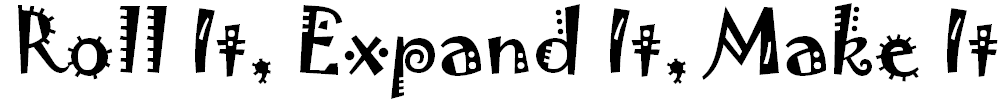 Roll It, Expand It, Make It